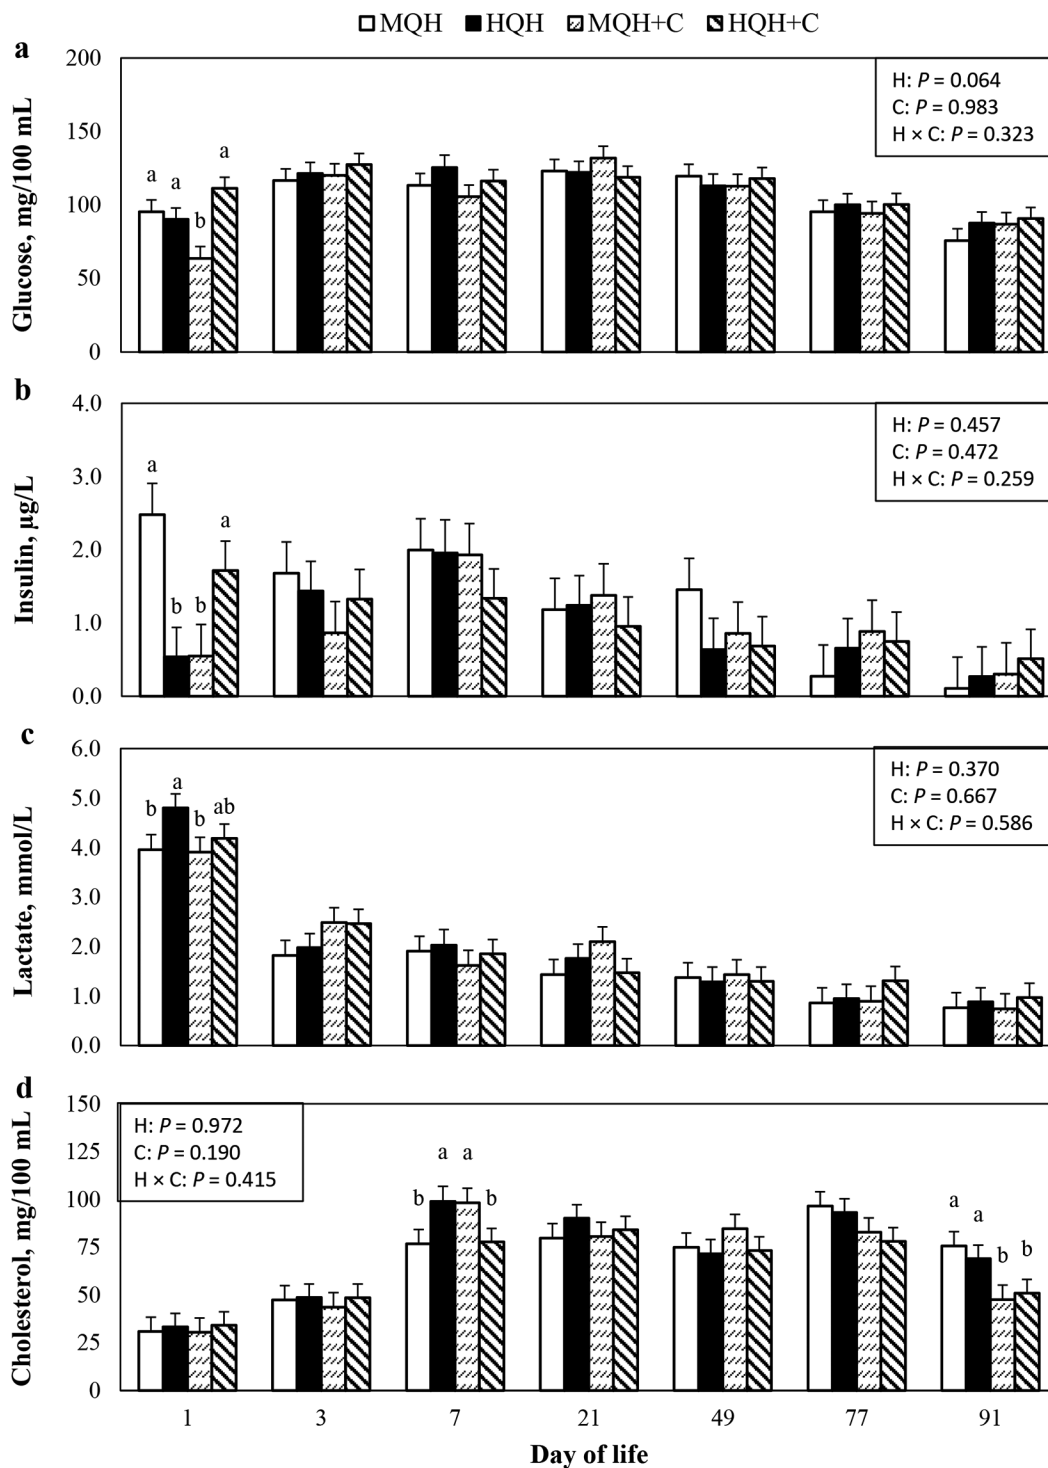 MQH HQH MQH+C HQH+C
a
Glucose, mg/100 mL
200
150
100
50
0
a a b a
H: P = 0.064
C: P = 0.983
H × C: P = 0.323
b
Insulin, µg/L
4.0
3.0
2.0
1.0
0.0
a b b a
H: P = 0.457
C: P = 0.472
H × C: P = 0.259
c
Lactate, mmol/L
6.0
5.0
4.0
3.0
2.0
1.0
0.0
b a b ab
H: P = 0.370
C: P = 0.667
H × C: P = 0.586
d
Cholesterol, mg/100 mL
150
125
100
75
50
25
0
H: P = 0.972
C: P = 0.190
H × C: P = 0.415
b a a b
a a b b
1 3 7 21 49 77 91
Day of life